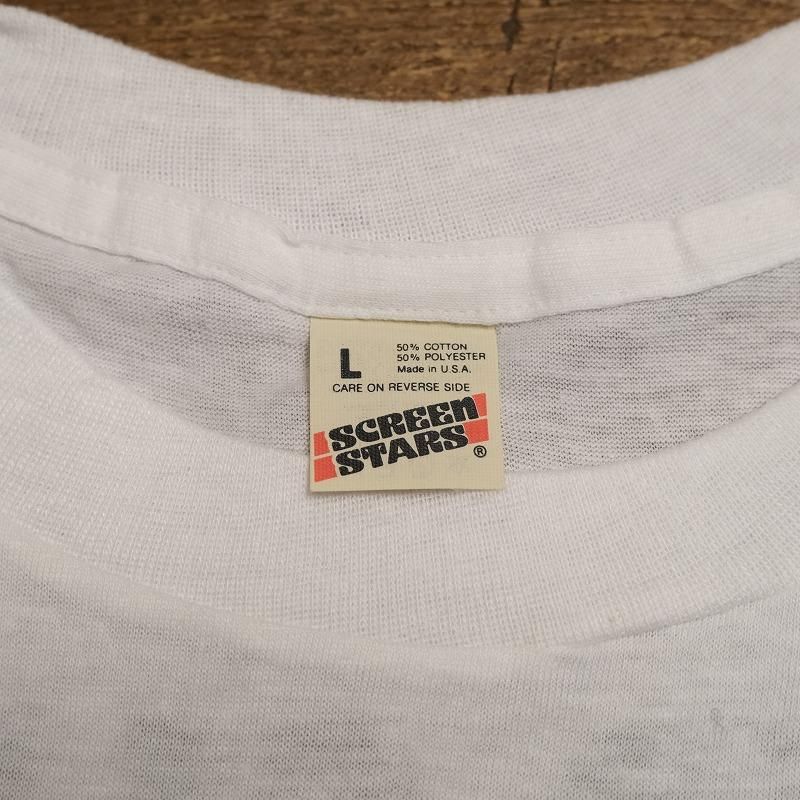 L
50% COTTON
50% POLYESTER
Made in U.S.A.
CARE ON REVERSE SIDE
SCREEN
STARS®